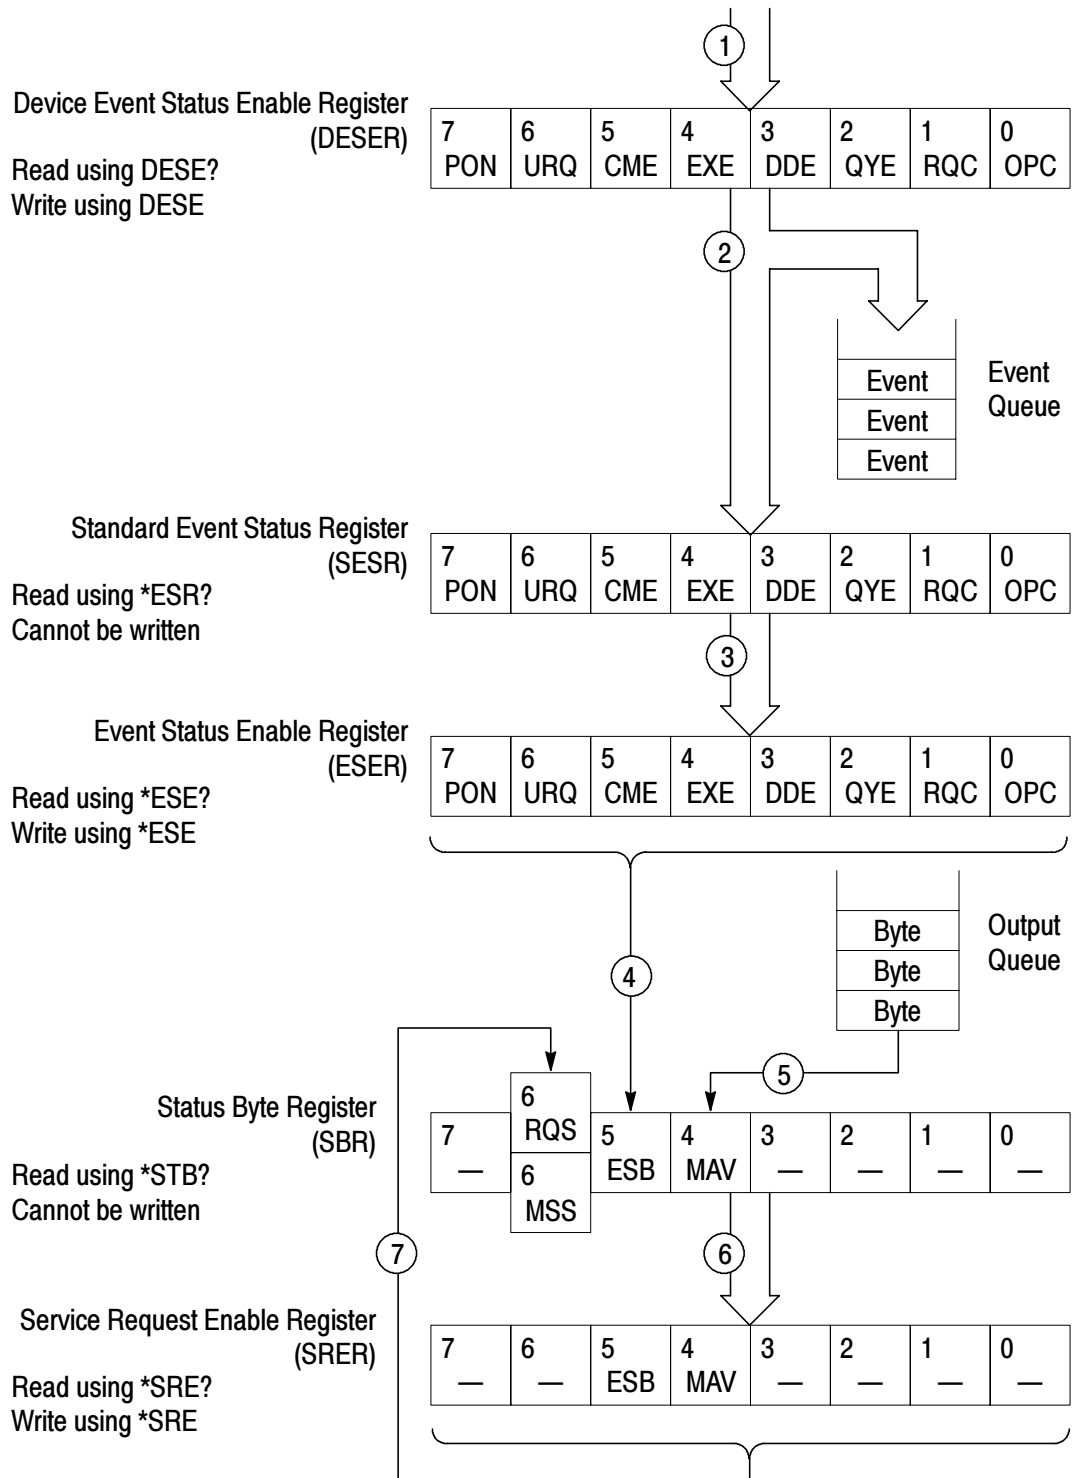 1
Device Event Status Enable Register
(DESER)
Read using DESE?
Write using DESE
7 6 5 4 3 2 1 0
PON URQ CME EXE DDE QYE RQC OPC
2
Event
Event
Event
Event
Queue
Standard Event Status Register
(SESR)
Read using *ESR?
Cannot be written
7 6 5 4 3 2 1 0
PON URQ CME EXE DDE QYE RQC OPC
3
Event Status Enable Register
(ESER)
Read using *ESE?
Write using *ESE
7 6 5 4 3 2 1 0
PON URQ CME EXE DDE QYE RQC OPC
Byte
Byte
Byte
Output
Queue
4
5
Status Byte Register
(SBR)
Read using *STB?
Cannot be written
6
RQS
7 5 4 3 2 1 0
— ESB MAV — — — —
6
MSS
7
6
Service Request Enable Register
(SRER)
Read using *SRE?
Write using *SRE
7 6 5 4 3 2 1 0
— — ESB MAV — — — —